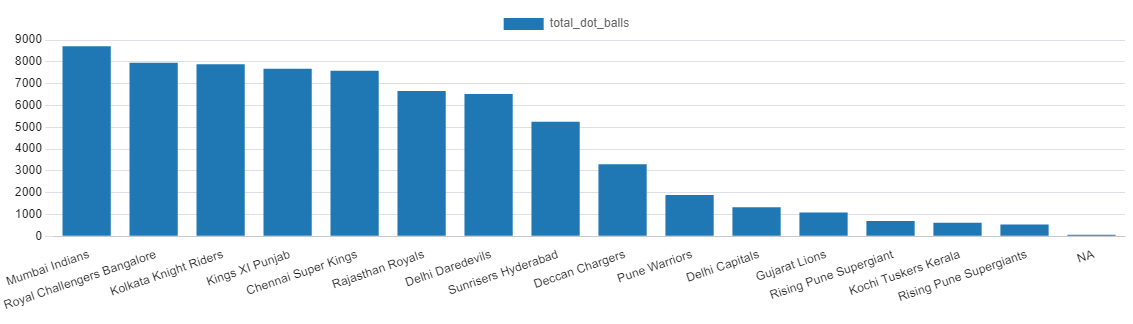 total_dot_balls
9000
8000
7000
6000
5000
4000
3000
2000
1000
0
Mumbai Indians
Royal Challengers Bangalore
Kolkata Knight Riders
Kings XI Punjab
Chennai Super Kings
Rajasthan Royals
Delhi Daredevils
Sunrisers Hyderabad
Deccan Chargers
Pune Warriors
Delhi Capitals
Gujarat Lions
Rising Pune Supergiant
Kochi Tuskers Kerala
Rising Pune Supergiants
NA